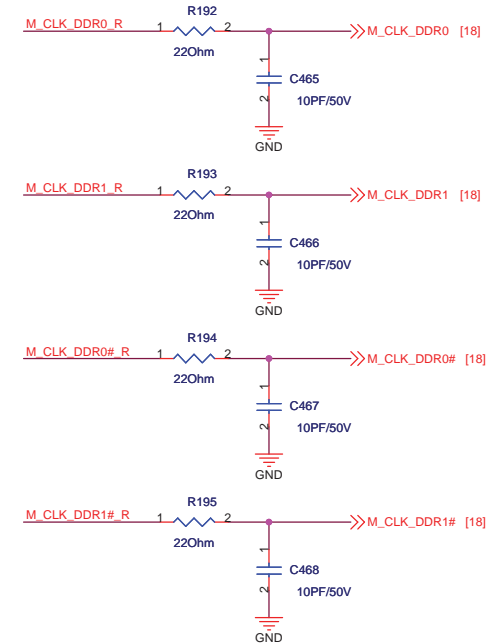 R192
M_CLK_DDR0_R 1 2 M_CLK_DDR0 [18]
22Ohm
1
C465
2 10PF/50V
GND
R193
M_CLK_DDR1_R 1 2 M_CLK_DDR1 [18]
22Ohm
1
C466
2 10PF/50V
GND
R194
M_CLK_DDR0#_R 1 2 M_CLK_DDR0# [18]
22Ohm
1
C467
2 10PF/50V
GND
R195
M_CLK_DDR1#_R 1 2 M_CLK_DDR1# [18]
22Ohm
1
C468
2 10PF/50V
GND